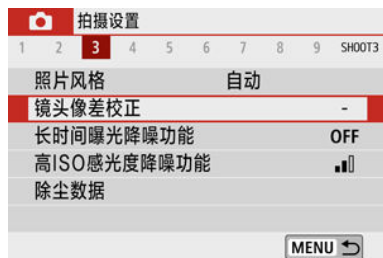 拍摄设置
1 2 3 4 5 6 7 8 9 SHOOT3
照片风格 自动
镜头像差校正 -
长时间曝光降噪功能 OFF
高ISO感光度降噪功能
除尘数据
MENU